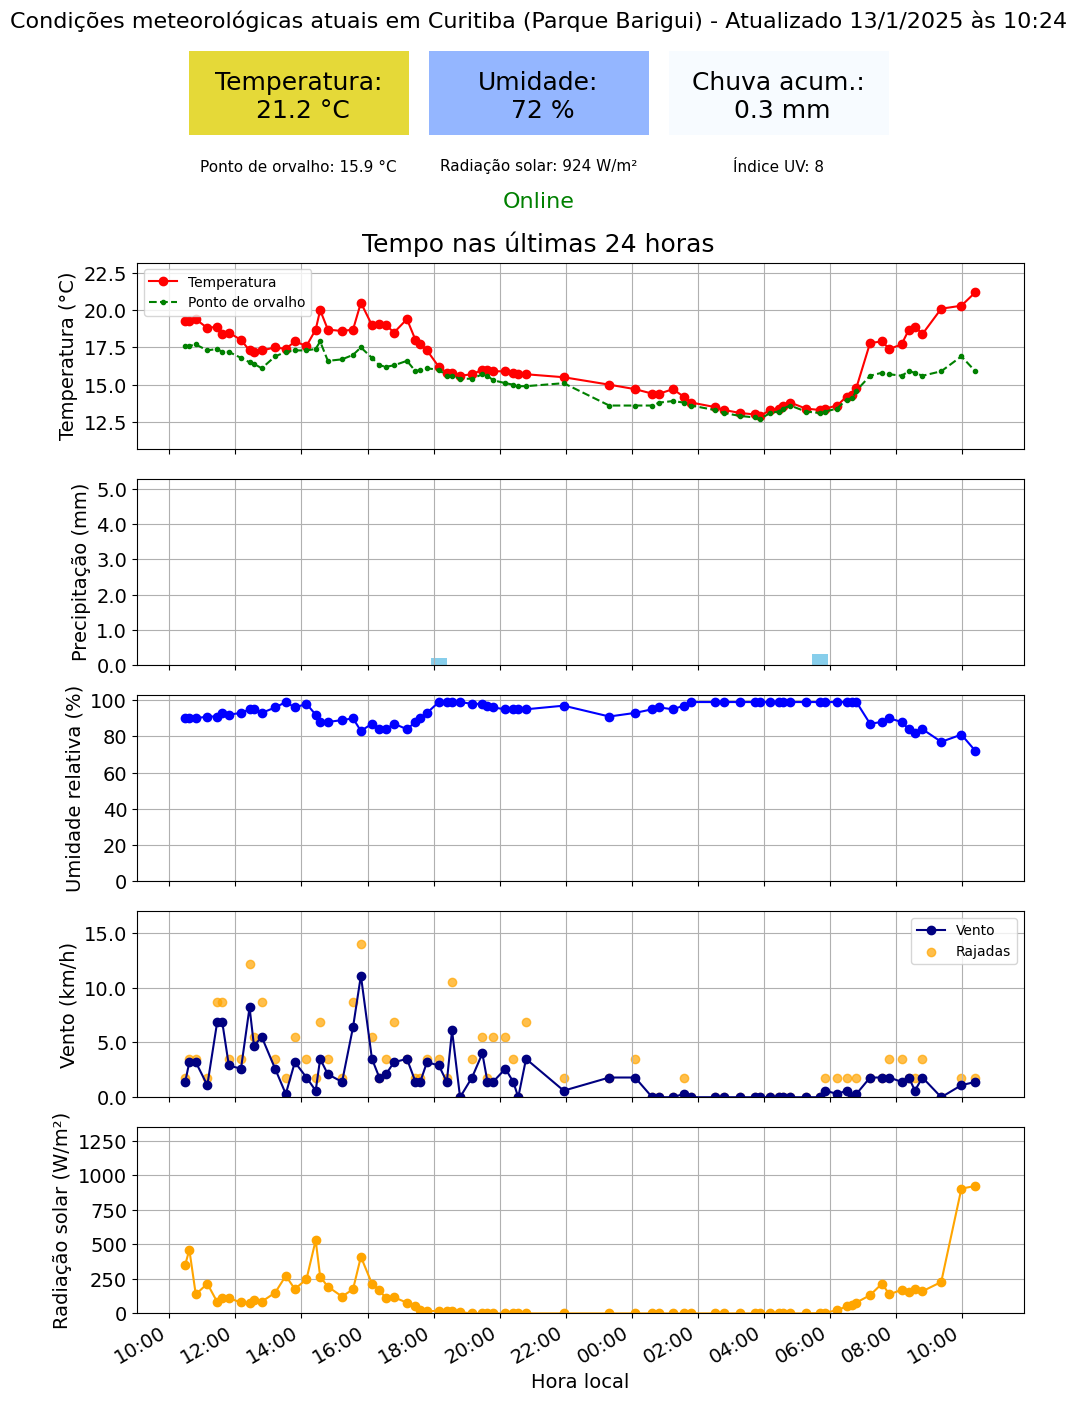 Condições meteorológicas atuais em Curitiba (Parque Barigui) - Atualizado 13/1/2025 às 10:24
Temperatura:
21.2 °C
Umidade:
72 %
Chuva acum.:
0.3 mm
Ponto de orvalho: 15.9 °C
Radiação solar: 924 W/m²
Índice UV: 8
Online
Tempo nas últimas 24 horas
Temperatura (°C)
22.5
20.0
17.5
15.0
12.5
Temperatura
Ponto de orvalho
Precipitação (mm)
5.0
4.0
3.0
2.0
1.0
0.0
Umidade relativa (%)
100
80
60
40
20
0
Vento (km/h)
15.0
10.0
5.0
0.0
Vento
Rajadas
Radiação solar (W/m²)
1250
1000
750
500
250
0
10:00
12:00
14:00
16:00
18:00
20:00
22:00
00:00
02:00
04:00
06:00
08:00
10:00
Hora local